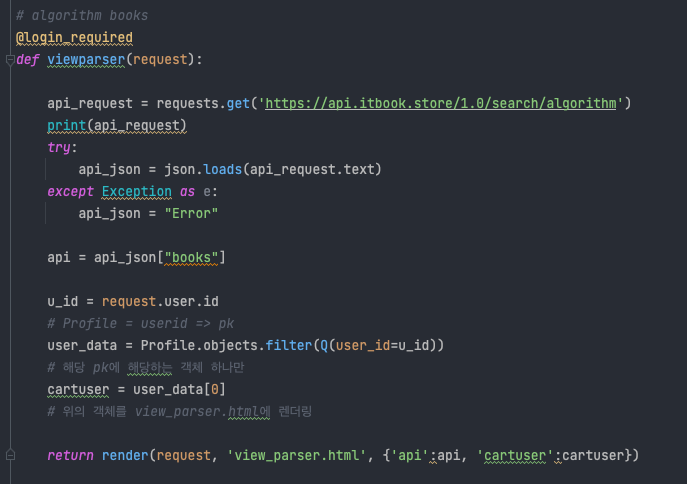 # algorithm books
@login_required
def viewparser(request):
    api_request = requests.get('https://api.itbook.store/1.0/search/algorithm')
    print(api_request)
    try:
        api_json = json.loads(api_request.text)
    except Exception as e:
        api_json = "Error"
    api = api_json["books"]
    u_id = request.user.id
    # Profile = userid => pk
    user_data = Profile.objects.filter(Q(user_id=u_id))
    # 해당 pk에 해당하는 객체 하나만
    cartuser = user_data[0]
    # 위의 객체를 view_parser.html에 렌더링
    return render(request, 'view_parser.html', {'api':api, 'cartuser':cartuser})